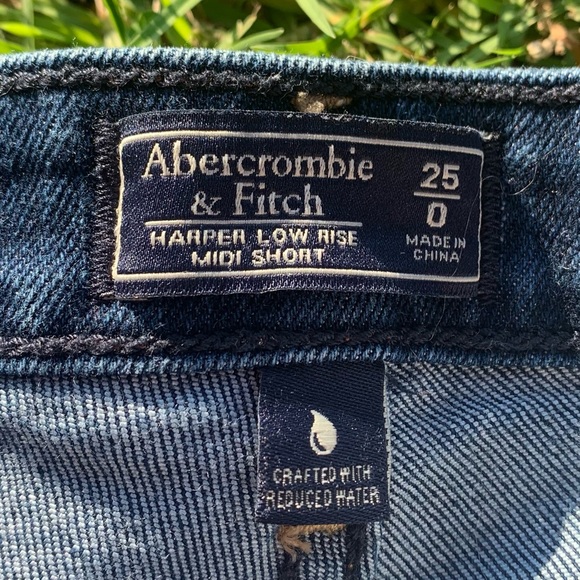 Abercrombie
& Fitch
HARPER LOW RISE
MIDI SHORT
25
0
MADE IN
CHINA
CRAFTED WITH
REDUCED WATER